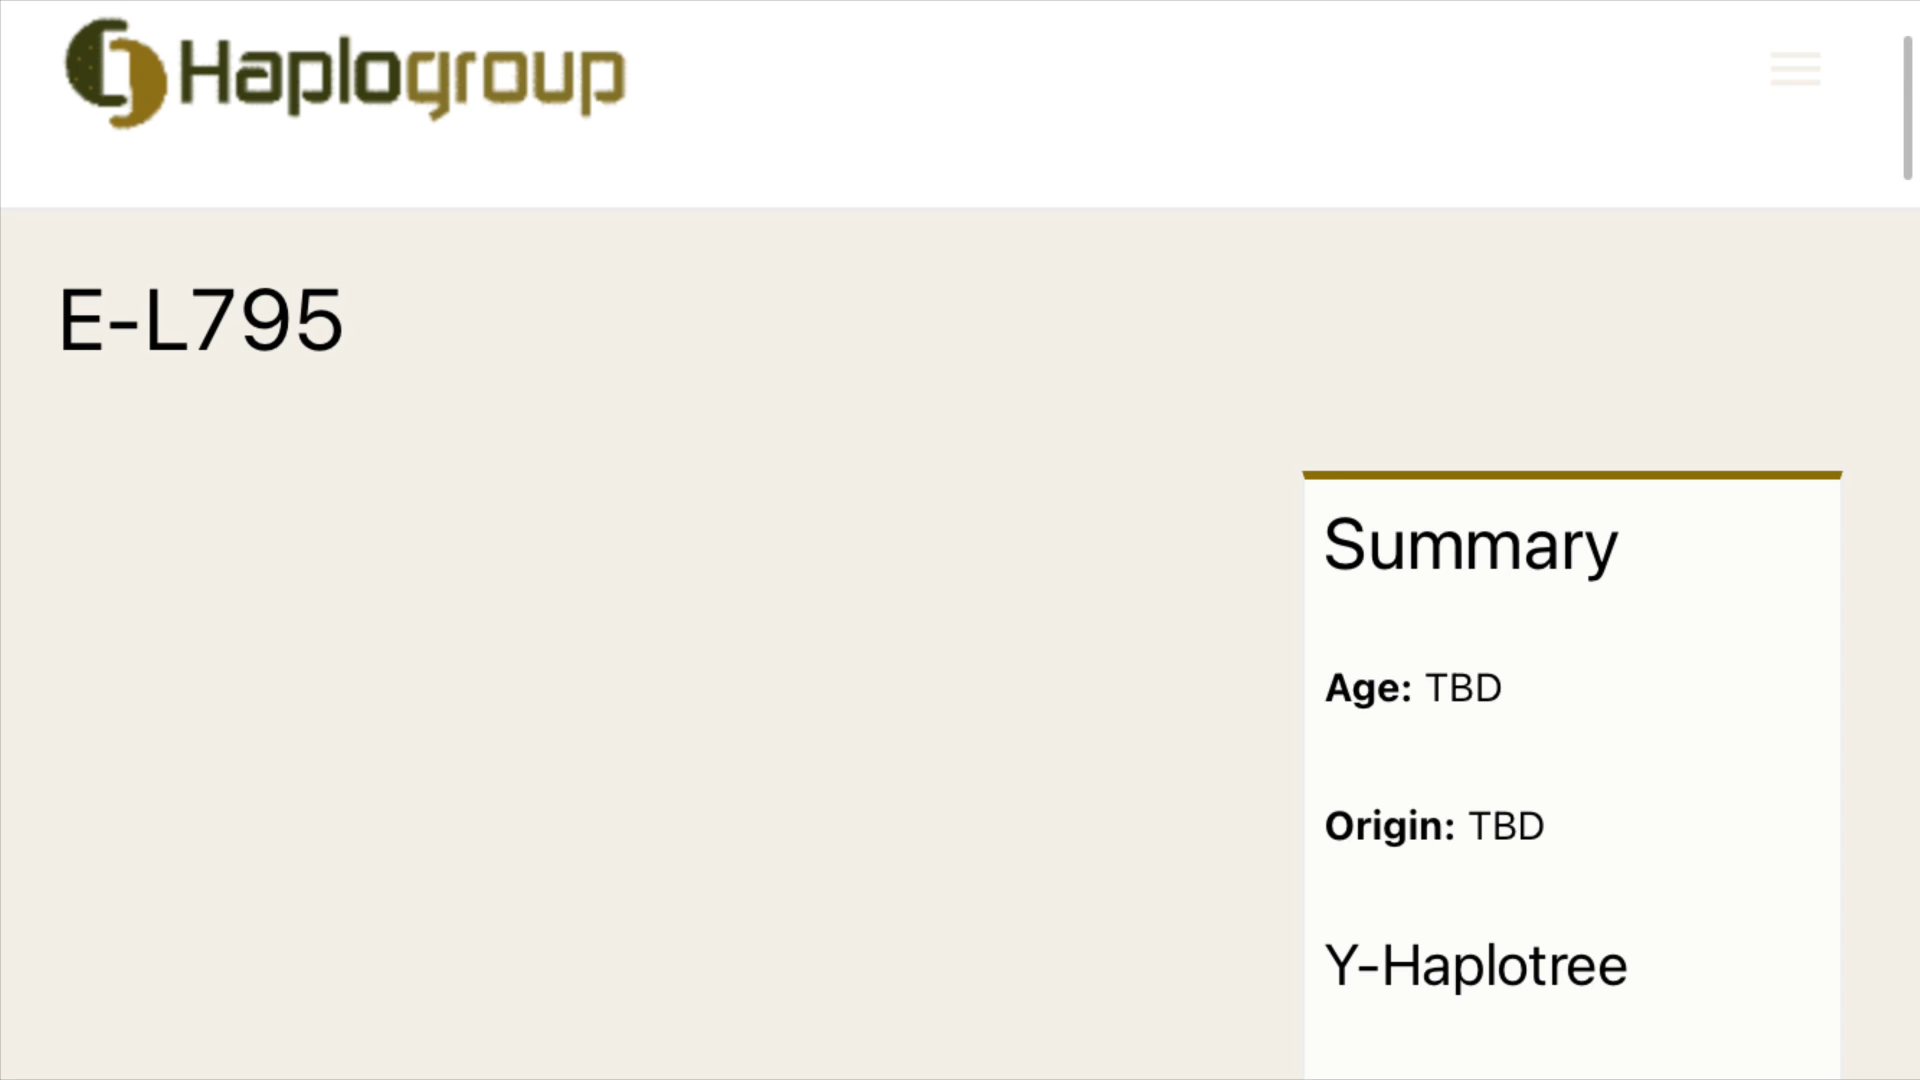 Haplogroup
E-L795
Summary
Age: TBD
Origin: TBD
Y-Haplotree